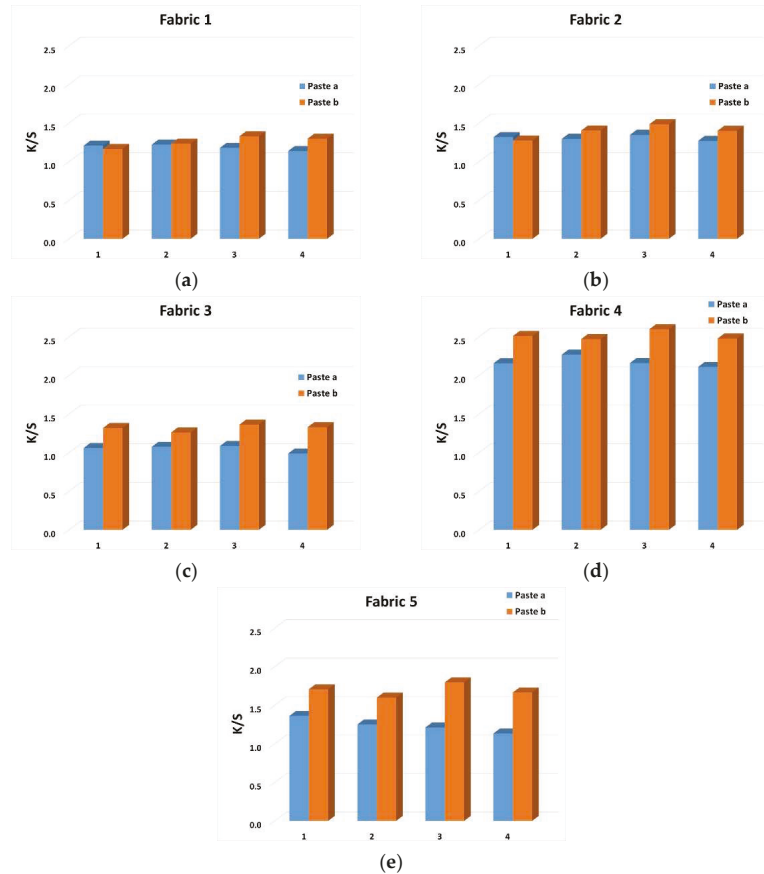 Fabric 1
2.5
2.0
1.5
1.0
0.5
0.0
K/S
Paste a
Paste b
1 2 3 4
(a)
Fabric 2
2.5
2.0
1.5
1.0
0.5
0.0
K/S
Paste a
Paste b
1 2 3 4
(b)
Fabric 3
2.5
2.0
1.5
1.0
0.5
0.0
K/S
Paste a
Paste b
1 2 3 4
(c)
Fabric 4
Paste a
Paste b
2.5
2.0
1.5
1.0
0.5
0.0
K/S
1 2 3 4
(d)
Fabric 5
Paste a
Paste b
2.5
2.0
1.5
1.0
0.5
0.0
K/S
1 2 3 4
(e)